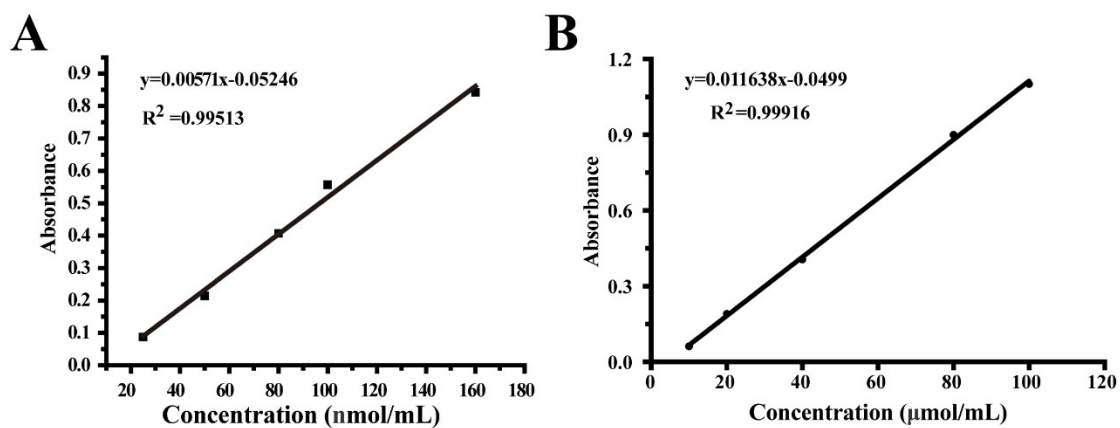 A
y=0.00571x-0.05246
R² =0.99513
Absorbance
0.9
0.8
0.7
0.6
0.5
0.4
0.3
0.2
0.1
0.0
20 40 60 80 100 120 140 160 180
Concentration (nmol/mL)
B
y=0.011638x-0.0499
R² =0.99916
Absorbance
1.2
0.9
0.6
0.3
0.0
0 20 40 60 80 100 120
Concentration (μmol/mL)